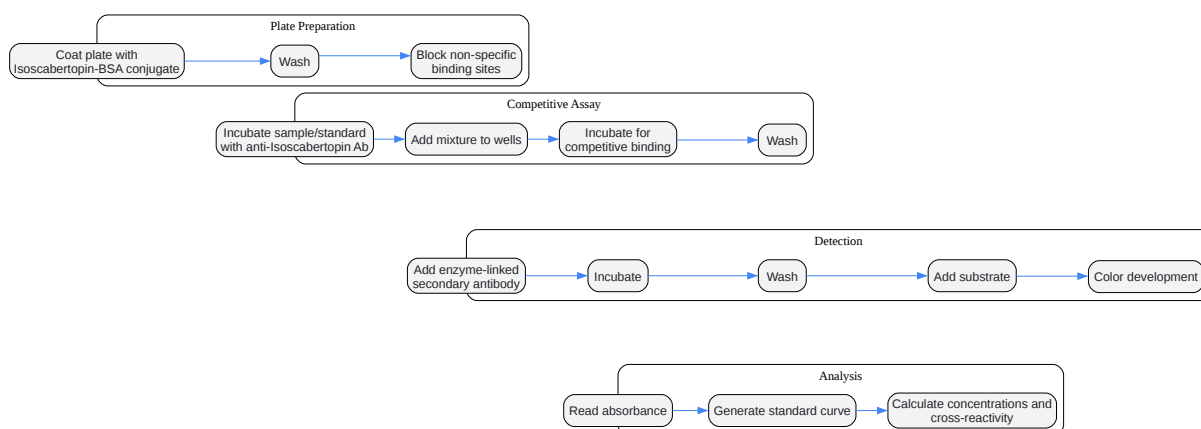 Plate Preparation
Coat plate with
Isoscabertopin-BSA conjugate
Wash
Block non-specific
binding sites
Competitive Assay
Incubate sample/standard
with anti-Isoscabertopin Ab
Add mixture to wells
Incubate for
competitive binding
Wash
Detection
Add enzyme-linked
secondary antibody
Incubate
Wash
Add substrate
Color development
Analysis
Read absorbance
Generate standard curve
Calculate concentrations and
cross-reactivity